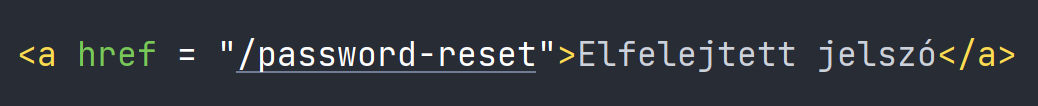 <a href = "/password-reset">Elfelejtett jelszó</a>